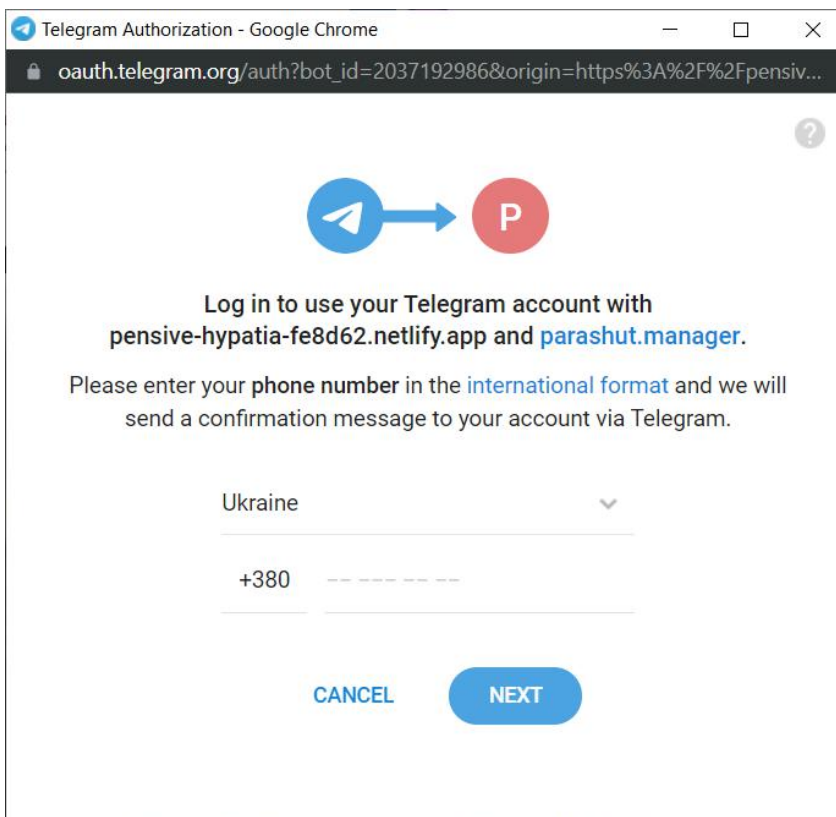 Telegram Authorization - Google Chrome
oauth.telegram.org/auth?bot_id=2037192986&origin=https%3A%2F%2Fpensiv...
?
P
Log in to use your Telegram account with
pensive-hypatia-fe8d62.netlify.app and parashut.manager.
Please enter your phone number in the international format and we will
send a confirmation message to your account via Telegram.
Ukraine
+380 -- --- -- --
CANCEL NEXT